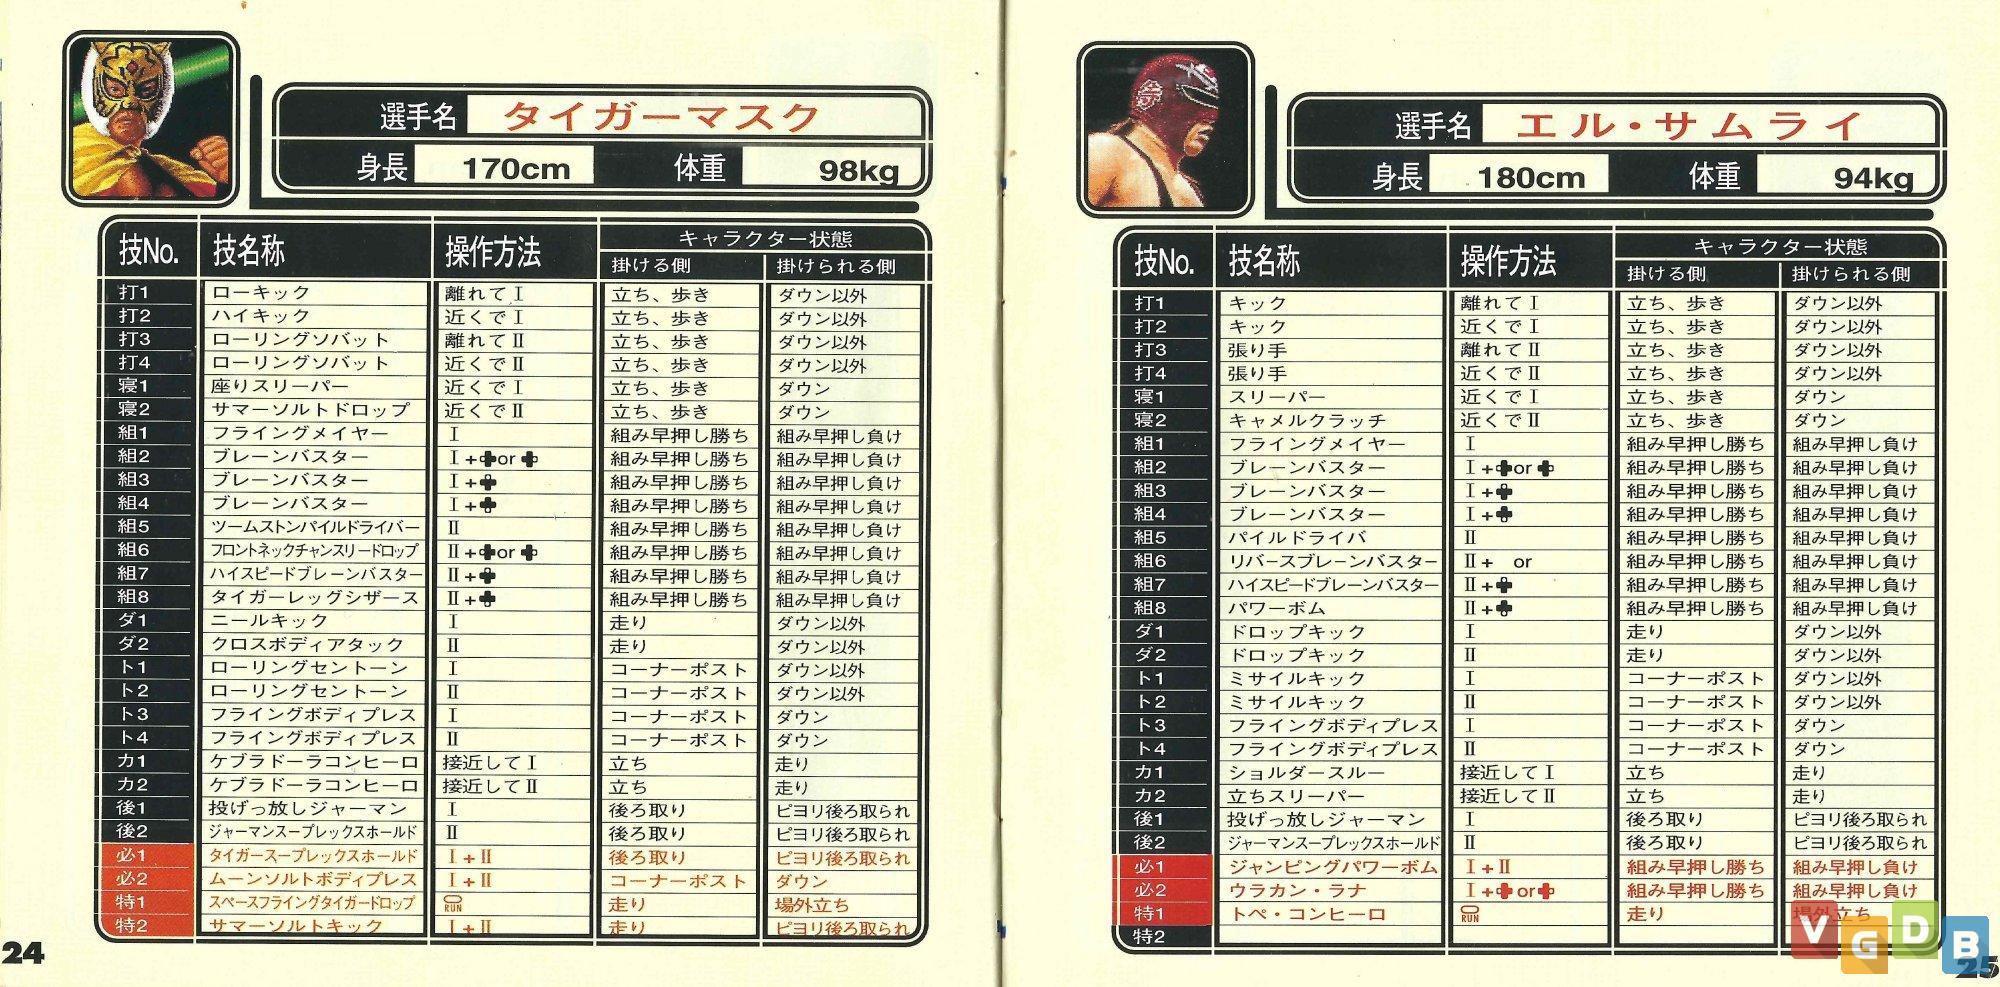 選手名 タイガーマスク
身長 170cm 体重 98kg
技No. 技名称 操作方法 キャラクター状態
掛ける側 掛けられる側
打1 ローキック 離れてⅠ 立ち、歩き ダウン以外
打2 ハイキック 近くでⅠ 立ち、歩き ダウン以外
打3 ローリングソバット 離れてⅡ 立ち、歩き ダウン以外
打4 ローリングソバット 近くでⅡ 立ち、歩き ダウン以外
寝1 座りスリーパー 近くでⅠ 立ち、歩き ダウン
寝2 サマーソルトドロップ 近くでⅡ 立ち、歩き ダウン
組1 フライングメイヤー Ⅰ 組み早押し勝ち 組み早押し負け
組2 ブレーンバスター Ⅰ+or 組み早押し勝ち 組み早押し負け
組3 ブレーンバスター Ⅰ+ 組み早押し勝ち 組み早押し負け
組4 ブレーンバスター Ⅰ+ 組み早押し勝ち 組み早押し負け
組5 ツームストンパイルドライバー Ⅱ 組み早押し勝ち 組み早押し負け
組6 フロントネックチャンスリードロップ Ⅱ+or 組み早押し勝ち 組み早押し負け
組7 ハイスピードブレーンバスター Ⅱ+ 組み早押し勝ち 組み早押し負け
組8 タイガーレッグシザース Ⅱ+ 組み早押し勝ち 組み早押し負け
ダ1 ニールキック Ⅰ 走り ダウン以外
ダ2 クロスボディアタック Ⅱ 走り ダウン以外
ト1 ローリングセントーン Ⅰ コーナーポスト ダウン以外
ト2 ローリングセントーン Ⅱ コーナーポスト ダウン以外
ト3 フライングボディプレス Ⅰ コーナーポスト ダウン
ト4 フライングボディプレス Ⅱ コーナーポスト ダウン
カ1 ケブラドーラコンヒーロ 接近してⅠ 立ち 走り
カ2 ケブラドーラコンヒーロ 接近してⅡ 立ち 走り
後1 投げっ放しジャーマン Ⅰ 後ろ取り ピヨリ後ろ取られ
後2 ジャーマンスープレックスホールド Ⅱ 後ろ取り ピヨリ後ろ取られ
必1 タイガースープレックスホールド Ⅰ+Ⅱ 後ろ取り ピヨリ後ろ取られ
必2 ムーンソルトボディプレス Ⅰ+Ⅱ コーナーポスト ダウン
特1 スペースフライングタイガードロップ RUN 走り 場外立ち
特2 サマーソルトキック Ⅰ+Ⅱ 走り ピヨリ後ろ取られ
24
選手名 エル・サムライ
身長 180cm 体重 94kg
技No. 技名称 操作方法 キャラクター状態
掛ける側 掛けられる側
打1 キック 離れてⅠ 立ち、歩き ダウン以外
打2 キック 近くでⅠ 立ち、歩き ダウン以外
打3 張り手 離れてⅡ 立ち、歩き ダウン以外
打4 張り手 近くでⅡ 立ち、歩き ダウン以外
寝1 スリーパー 近くでⅠ 立ち、歩き ダウン
寝2 キャメルクラッチ 近くでⅡ 立ち、歩き ダウン
組1 フライングメイヤー Ⅰ 組み早押し勝ち 組み早押し負け
組2 ブレーンバスター Ⅰ+or 組み早押し勝ち 組み早押し負け
組3 ブレーンバスター Ⅰ+ 組み早押し勝ち 組み早押し負け
組4 ブレーンバスター Ⅰ+ 組み早押し勝ち 組み早押し負け
組5 パイルドライバ Ⅱ 組み早押し勝ち 組み早押し負け
組6 リバースブレーンバスター Ⅱ+ or 組み早押し勝ち 組み早押し負け
組7 ハイスピードブレーンバスター Ⅱ+ 組み早押し勝ち 組み早押し負け
組8 パワーボム Ⅱ+ 組み早押し勝ち 組み早押し負け
ダ1 ドロップキック Ⅰ 走り ダウン以外
ダ2 ドロップキック Ⅱ 走り ダウン以外
ト1 ミサイルキック Ⅰ コーナーポスト ダウン以外
ト2 ミサイルキック Ⅱ コーナーポスト ダウン以外
ト3 フライングボディプレス Ⅰ コーナーポスト ダウン
ト4 フライングボディプレス Ⅱ コーナーポスト ダウン
カ1 ショルダースルー 接近してⅠ 立ち 走り
カ2 立ちスリーパー 接近してⅡ 立ち 走り
後1 投げっ放しジャーマン Ⅰ 後ろ取り ピヨリ後ろ取られ
後2 ジャーマンスープレックスホールド Ⅱ 後ろ取り ピヨリ後ろ取られ
必1 ジャンピングパワーボム Ⅰ+Ⅱ 組み早押し勝ち 組み早押し負け
必2 ウラカン・ラナ Ⅰ+or 組み早押し勝ち 組み早押し負け
特1 トペ・コンヒーロ RUN 走り 場外立ち
特2
VGDB
25